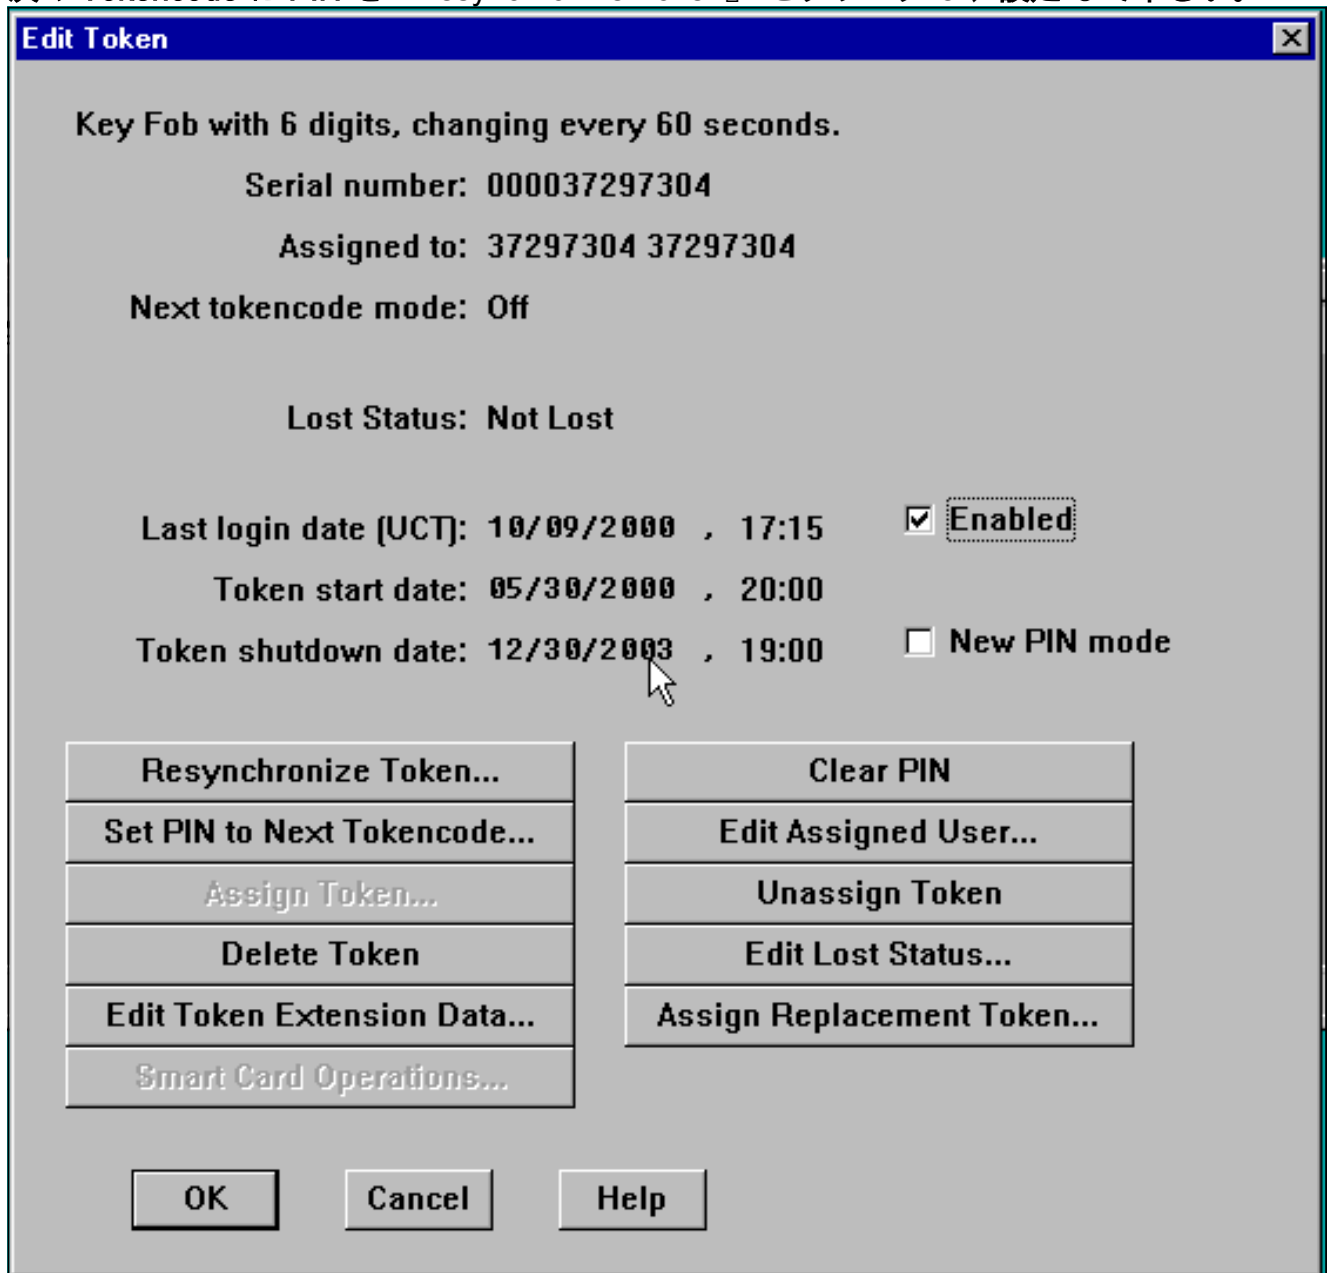 Edit Token
Key Fob with 6 digits, changing every 60 seconds.
Serial number: 000037297304
Assigned to: 37297304 37297304
Next tokencode mode: Off
Lost Status: Not Lost
Last login date (UCT): 10/09/2000 , 17:15
Enabled
Token start date: 05/30/2000 , 20:00
Token shutdown date: 12/30/2003 , 19:00
New PIN mode
Resynchronize Token...
Clear PIN
Set PIN to Next Tokencode...
Edit Assigned User...
Assign Token...
Unassign Token
Delete Token
Edit Lost Status...
Edit Token Extension Data...
Assign Replacement Token...
Smart Card Operations...
OK
Cancel
Help